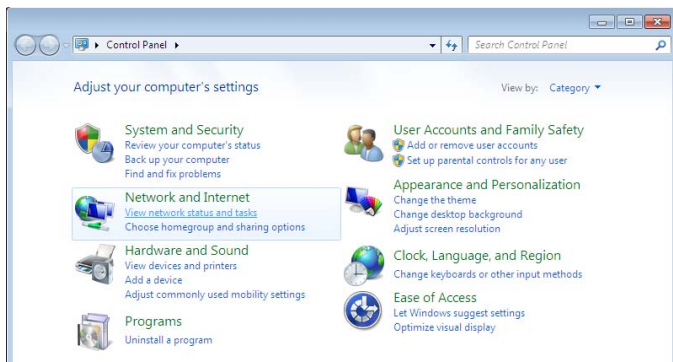 Control Panel
Search Control Panel
Adjust your computer's settings
View by: Category
System and Security
Review your computer's status
Back up your computer
Find and fix problems
Network and Internet
View network status and tasks
Choose homegroup and sharing options
Hardware and Sound
View devices and printers
Add a device
Adjust commonly used mobility settings
Programs
Uninstall a program
User Accounts and Family Safety
Add or remove user accounts
Set up parental controls for any user
Appearance and Personalization
Change the theme
Change desktop background
Adjust screen resolution
Clock, Language, and Region
Change keyboards or other input methods
Ease of Access
Let Windows suggest settings
Optimize visual display